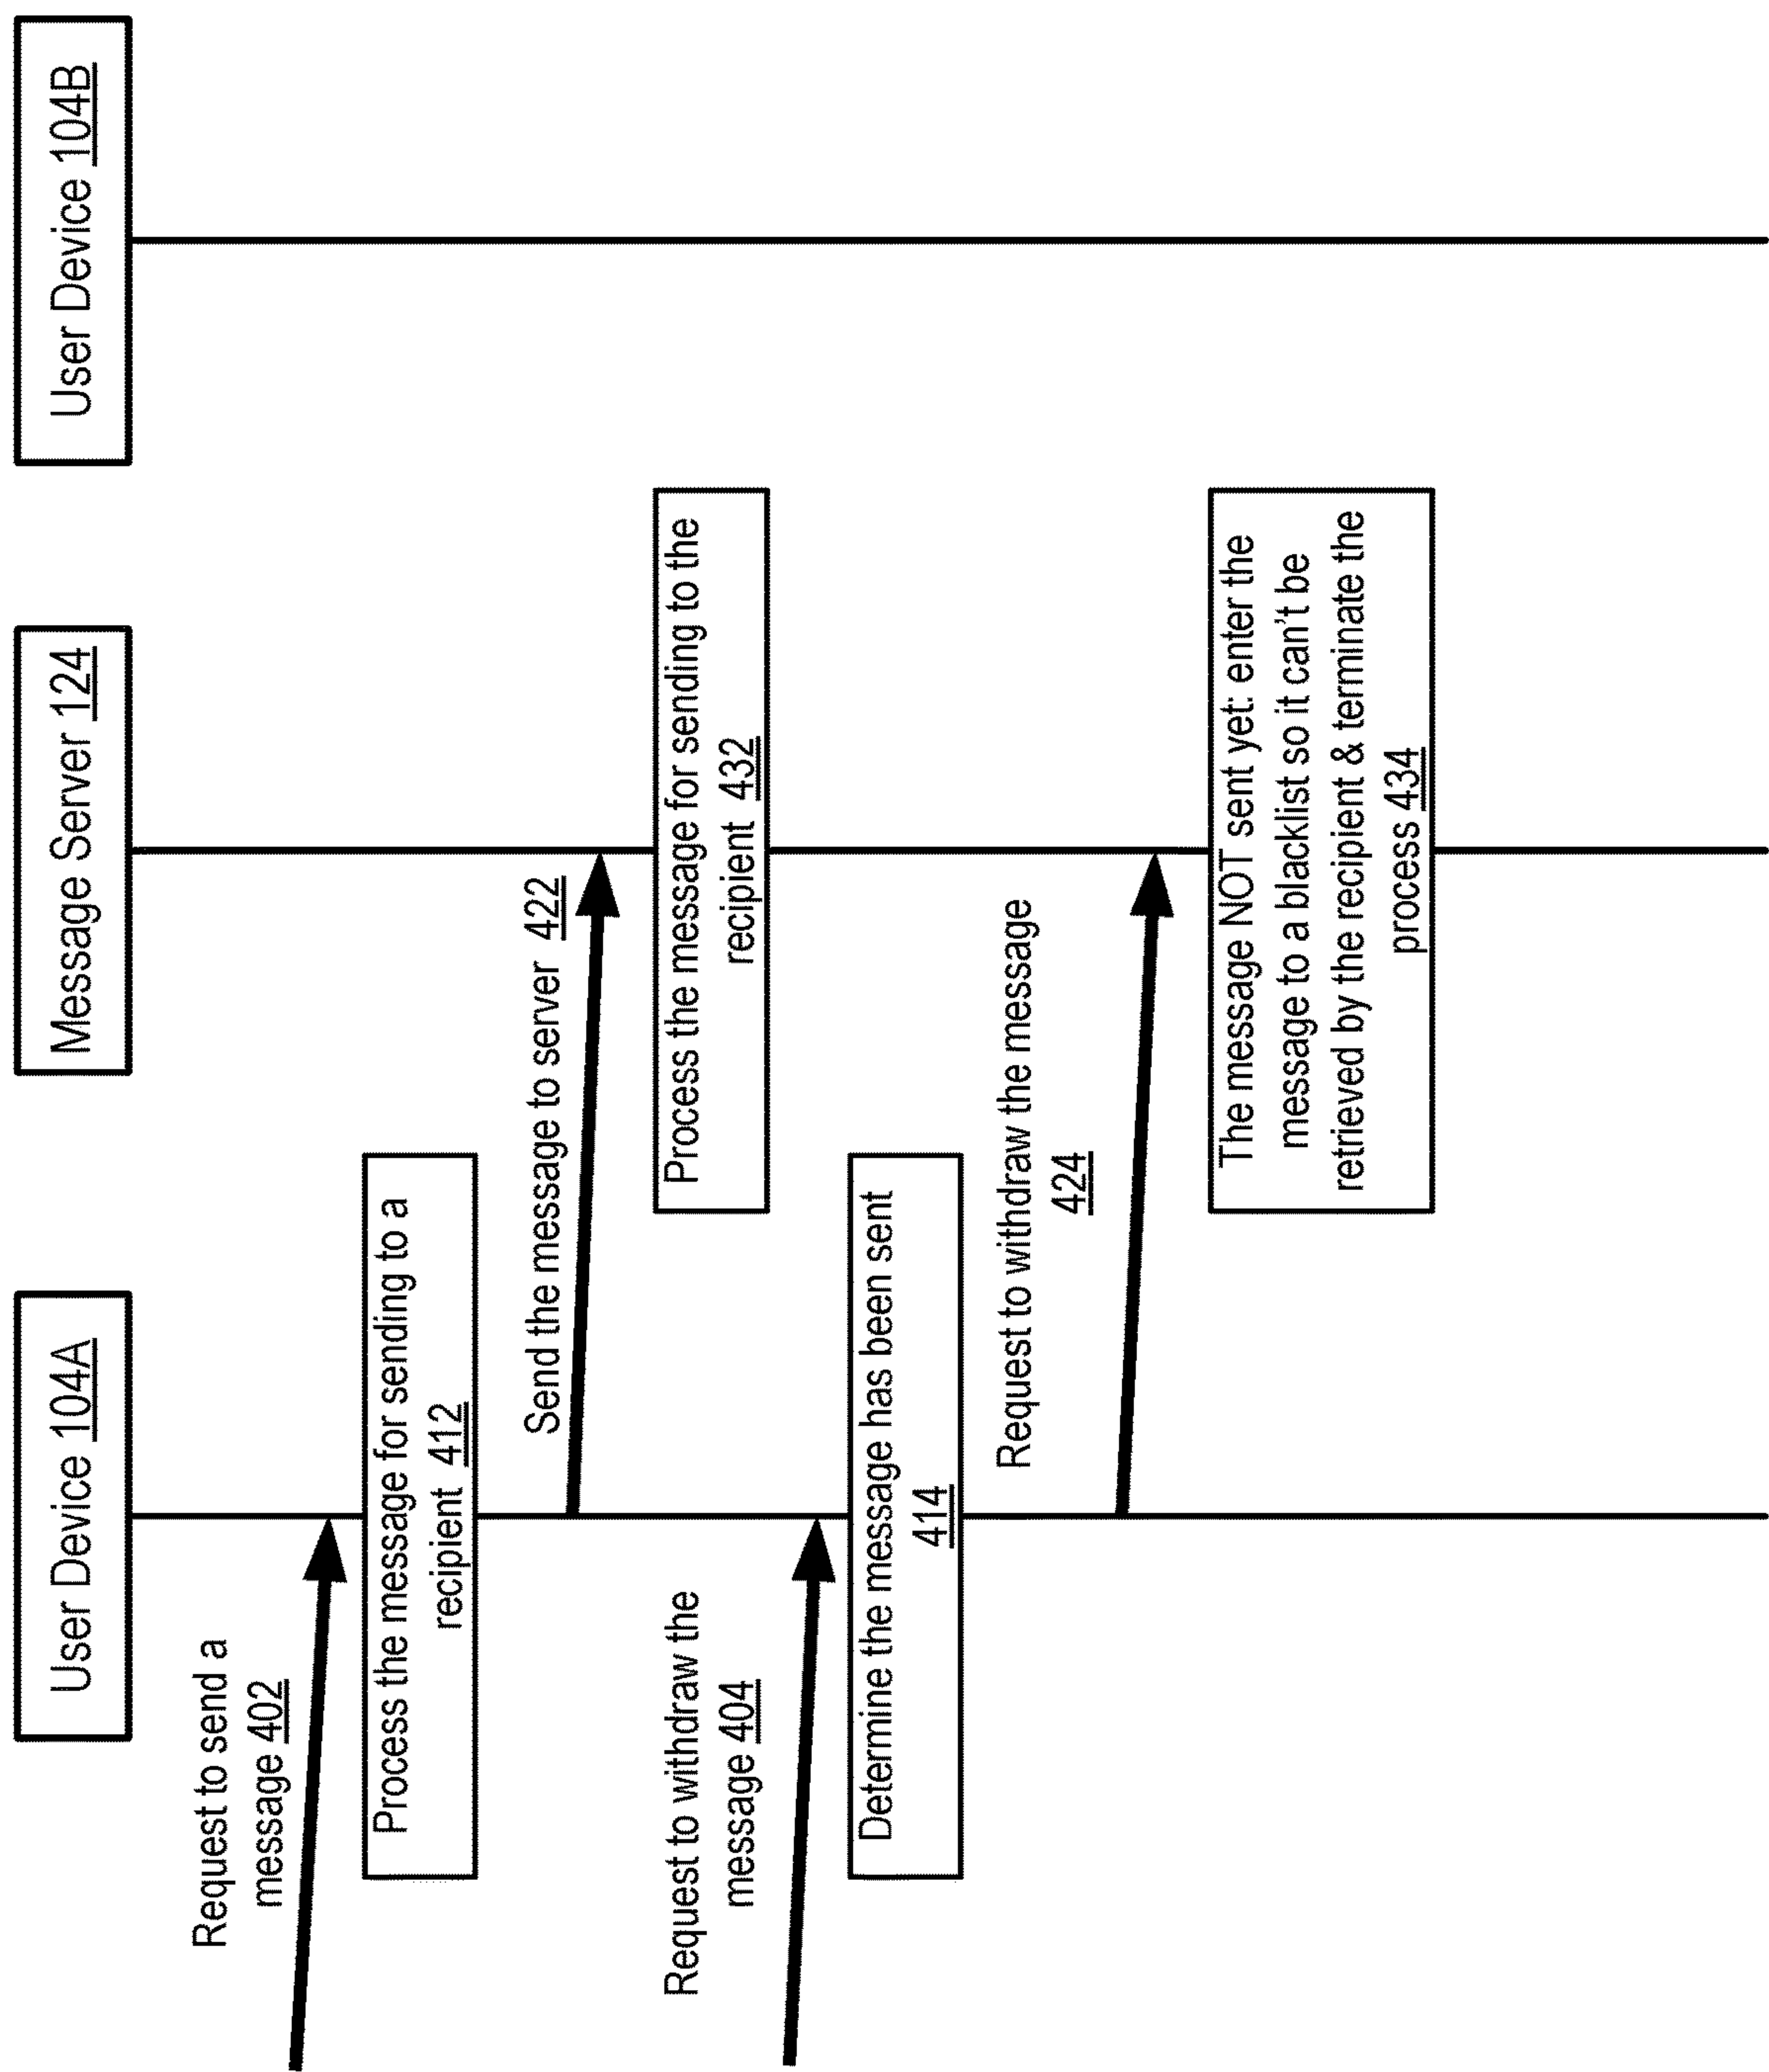 User Device 104A
Message Server 124
User Device 104B
Request to send a
message 402
Process the message for sending to a
recipient 412
Send the message to server 422
Process the message for sending to the
recipient 432
Request to withdraw the
message 404
Determine the message has been sent
414
Request to withdraw the message
424
The message NOT sent yet: enter the
message to a blacklist so it can't be
retrieved by the recipient & terminate the
process 434